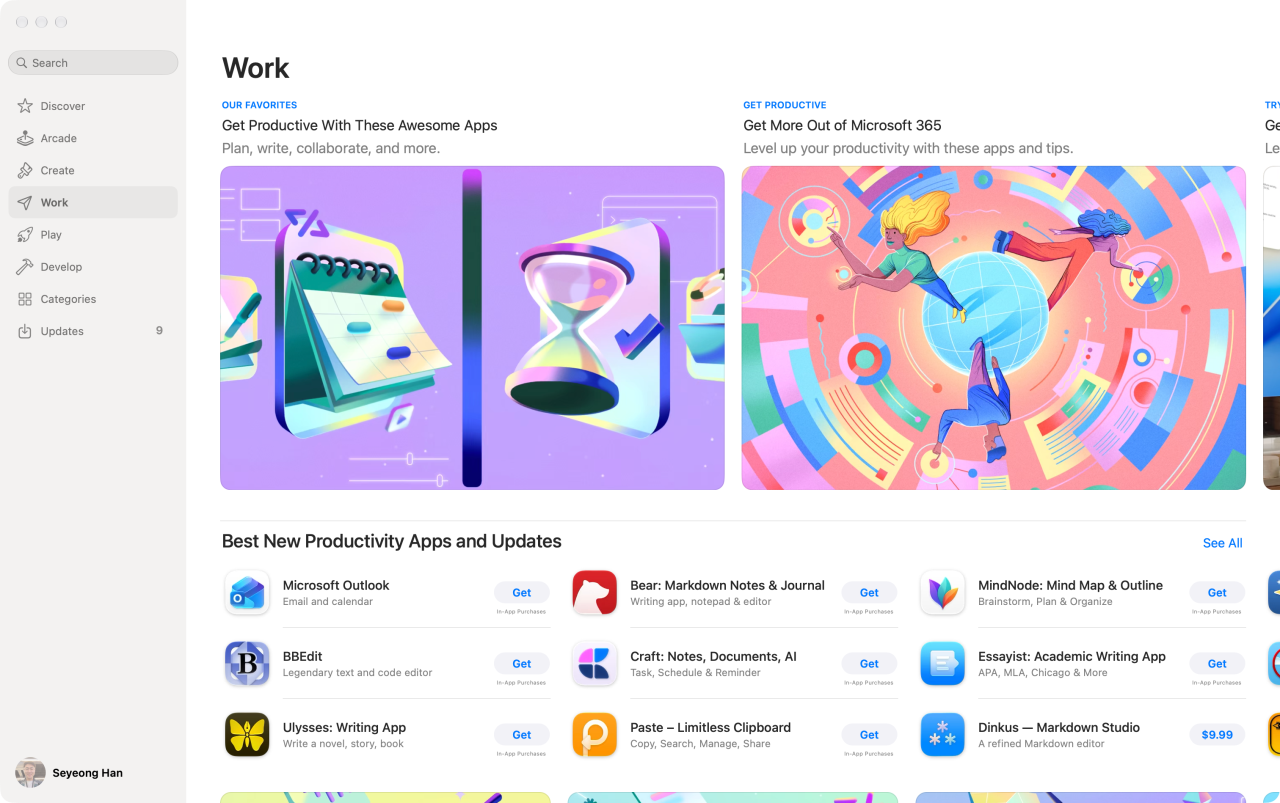 Search
Discover
Arcade
Create
Work
Play
Develop
Categories
Updates 9
Seyeong Han
Work
OUR FAVORITES
Get Productive With These Awesome Apps
Plan, write, collaborate, and more.
GET PRODUCTIVE
Get More Out of Microsoft 365
Level up your productivity with these apps and tips.
TRY
Ge
Le
Best New Productivity Apps and Updates
See All
Microsoft Outlook
Email and calendar
Get
In-App Purchases
Bear: Markdown Notes & Journal
Writing app, notepad & editor
Get
In-App Purchases
MindNode: Mind Map & Outline
Brainstorm, Plan & Organize
Get
In-App Purchases
BBEdit
Legendary text and code editor
Get
In-App Purchases
Craft: Notes, Documents, AI
Task, Schedule & Reminder
Get
In-App Purchases
Essayist: Academic Writing App
APA, MLA, Chicago & More
Get
In-App Purchases
Ulysses: Writing App
Write a novel, story, book
Get
In-App Purchases
Paste – Limitless Clipboard
Copy, Search, Manage, Share
Get
In-App Purchases
Dinkus — Markdown Studio
A refined Markdown editor
$9.99